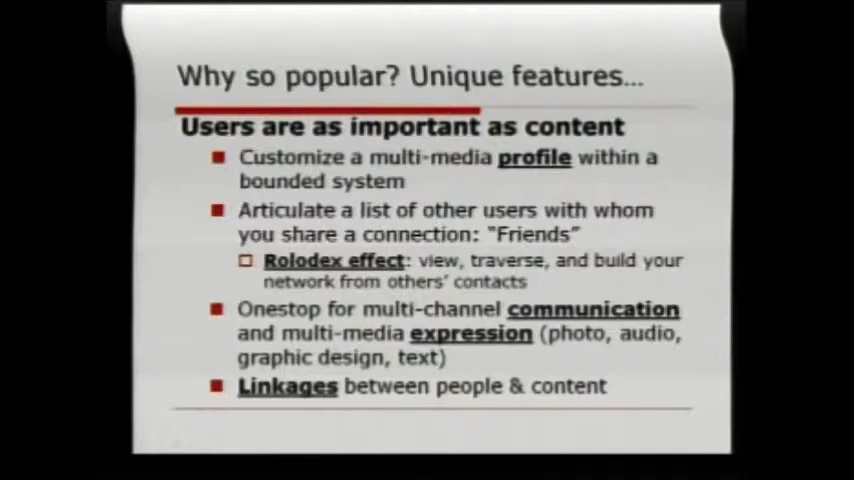 Why so popular? Unique features...
Users are as important as content
Customize a multi-media profile within a
bounded system
Articulate a list of other users with whom
you share a connection: "Friends"
Rolodex effect: view, traverse, and build your
network from others' contacts
Onestop for multi-channel communication
and multi-media expression (photo, audio,
graphic design, text)
Linkages between people & content